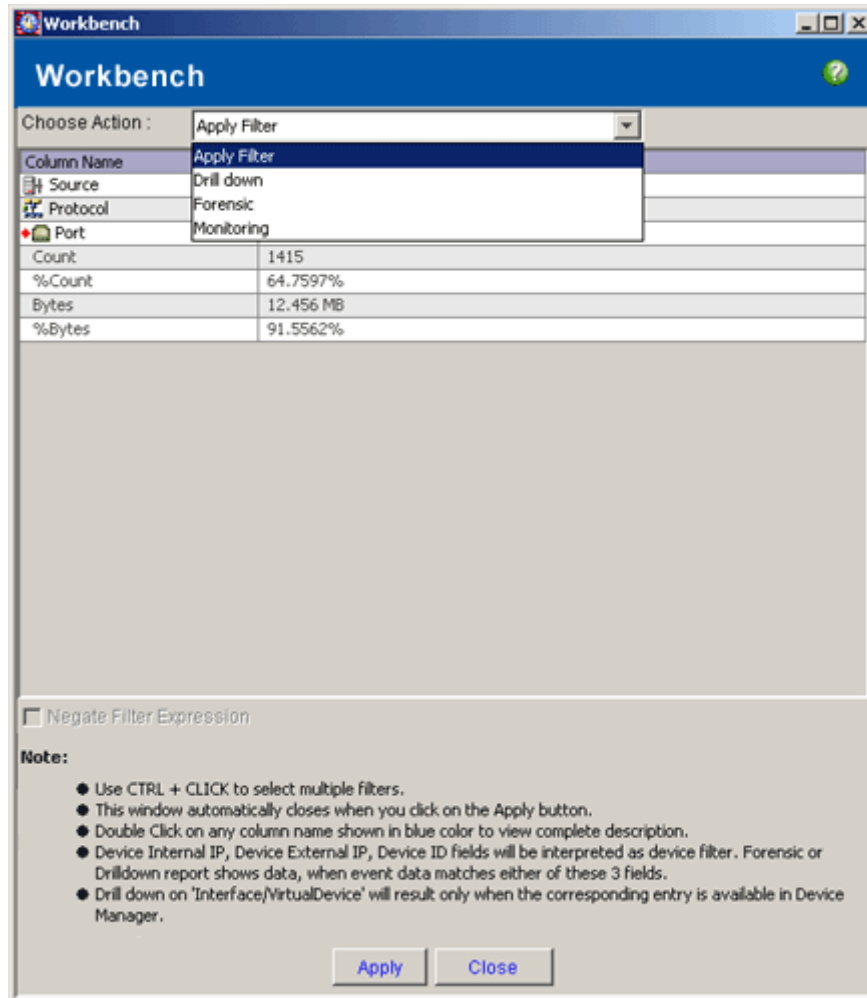 Workbench
Workbench
Choose Action :
Apply Filter
Apply Filter
Drill down
Forensic
Monitoring
Column Name
Source
Protocol
Port
Count 1415
%Count 64.7597%
Bytes 12.456 MB
%Bytes 91.5562%
Negate Filter Expression
Note:
● Use CTRL + CLICK to select multiple filters.
● This window automatically closes when you click on the Apply button.
● Double Click on any column name shown in blue color to view complete description.
● Device Internal IP, Device External IP, Device ID fields will be interpreted as device filter. Forensic or
Drilldown report shows data, when event data matches either of these 3 fields.
● Drill down on 'Interface/VirtualDevice' will result only when the corresponding entry is available in Device
Manager.
Apply Close